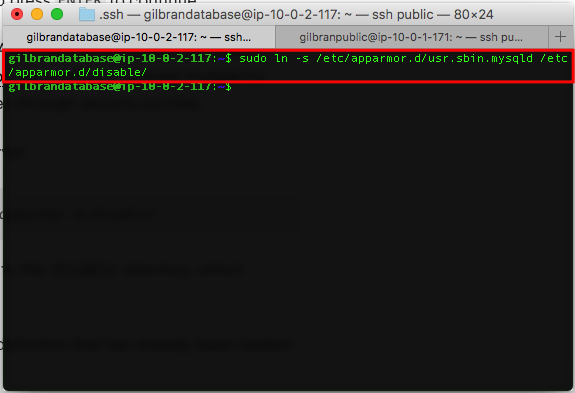 .ssh — gilbrandatabase@ip-10-0-2-117: ~ — ssh public — 80×24
gilbrandatabase@ip-10-0-2-117: ~ — ssh...
gilbranpublic@ip-10-0-1-171: ~ — ssh pu...
gilbrandatabase@ip-10-0-2-117:~$ sudo ln -s /etc/apparmor.d/usr.sbin.mysqld /etc
/apparmor.d/disable/
gilbrandatabase@ip-10-0-2-117:~$